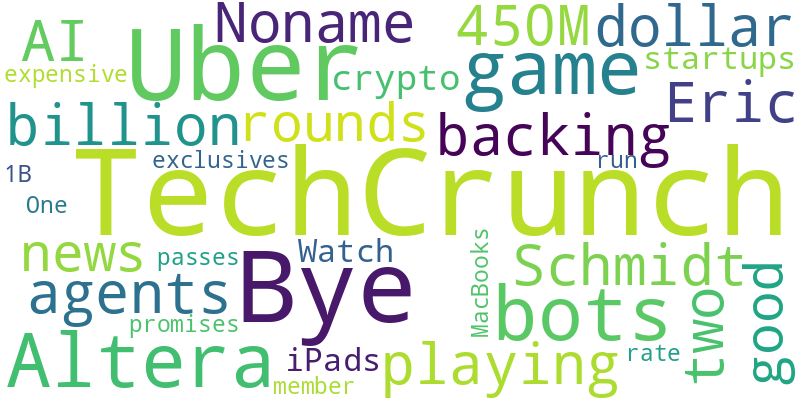 AI
Uber
Noname
450M
dollar
expensive
crypto
game
startups
Eric
billion
rounds
backing
1B
exclusives
run
TechCrunch
One
news
passes
Watch
MacBooks
Schmidt
agents
Bye
bots
two
good
promises
Altera
iPads
playing
rate
member